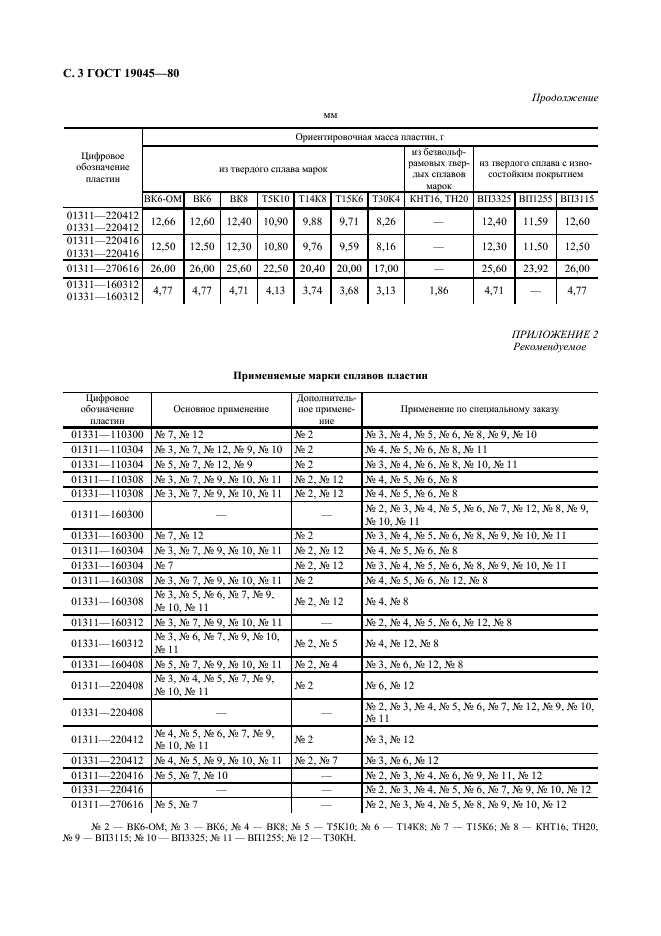 С. 3 ГОСТ 19045—80
Продолжение
мм
Цифровое обозначение пластин
Ориентировочная масса пластин, г
из твердого сплава марок
из безвольф-
рамовых твер-
дых сплавов
марок
из твердого сплава с изно-
состойким покрытием
ВК6-ОМ ВК6 ВК8 Т5К10 Т14К8 Т15К6 Т30К4 КНТ16, ТН20 ВП3325 ВП1255 ВП3115
01311—220412
01331—220412
12,66 12,60 12,40 10,90 9,88 9,71 8,26 — 12,40 11,59 12,60
01311—220416
01331—220416
12,50 12,50 12,30 10,80 9,76 9,59 8,16 — 12,30 11,50 12,50
01311—270616 26,00 26,00 25,60 22,50 20,40 20,00 17,00 — 25,60 23,92 26,00
01311—160312
01331—160312
4,77 4,77 4,71 4,13 3,74 3,68 3,13 1,86 4,71 — 4,77
ПРИЛОЖЕНИЕ 2
Рекомендуемое
Применяемые марки сплавов пластин
Цифровое
обозначение
пластин
Основное применение
Дополнитель-
ное примене-
ние
Применение по специальному заказу
01331—110300 № 7, № 12 № 2 № 3, № 4, № 5, № 6, № 8, № 9, № 10
01311—110304 № 3, № 7, № 12, № 9, № 10 № 2 № 4, № 5, № 6, № 8, № 11
01331—110304 № 5, № 7, № 12, № 9 № 2 № 3, № 4, № 6, № 8, № 10, № 11
01311—110308 № 3, № 7, № 9, № 10, № 11 № 2, № 12 № 4, № 5, № 6, № 8
01331—110308 № 3, № 7, № 9, № 10, № 11 № 2, № 12 № 4, № 5, № 6, № 8
01311—160300 — — № 2, № 3, № 4, № 5, № 6, № 7, № 12, № 8, № 9,
№ 10, № 11
01331—160300 № 7, № 12 № 2 № 3, № 4, № 5, № 6, № 8, № 9, № 10, № 11
01311—160304 № 3, № 7, № 9, № 10, № 11 № 2, № 12 № 4, № 5, № 6, № 8
01331—160304 № 7 № 2, № 12 № 3, № 4, № 5, № 6, № 8, № 9, № 10, № 11
01311—160308 № 3, № 7, № 9, № 10, № 11 № 2 № 4, № 5, № 6, № 12, № 8
01331—160308 № 3, № 5, № 6, № 7, № 9,
№ 10, № 11 № 2, № 12 № 4, № 8
01311—160312 № 3, № 7, № 9, № 10, № 11 — № 2, № 4, № 5, № 6, № 12, № 8
01331—160312 № 3, № 6, № 7, № 9, № 10,
№ 11 № 2, № 5 № 4, № 12, № 8
01331—160408 № 5, № 7, № 9, № 10, № 11 № 2, № 4 № 3, № 6, № 12, № 8
01311—220408 № 3, № 4, № 5, № 7, № 9,
№ 10, № 11 № 2 № 6, № 12
01331—220408 — — № 2, № 3, № 4, № 5, № 6, № 7, № 12, № 9, № 10,
№ 11
01311—220412 № 4, № 5, № 6, № 7, № 9,
№ 10, № 11 № 2 № 3, № 12
01331—220412 № 4, № 5, № 9, № 10, № 11 № 2, № 7 № 3, № 6, № 12
01311—220416 № 5, № 7, № 10 — № 2, № 3, № 4, № 6, № 9, № 11, № 12
01331—220416 — — № 2, № 3, № 4, № 5, № 6, № 7, № 9, № 10, № 12
01311—270616 № 5, № 7 — № 2, № 3, № 4, № 5, № 8, № 9, № 10, № 12
№ 2 — ВК6-ОМ; № 3 — ВК6; № 4 — ВК8; № 5 — Т5К10; № 6 — Т14К8; № 7 — Т15К6; № 8 — КНТ16; ТН20,
№ 9 — ВП3115; № 10 — ВП3325; № 11 — ВП1255; № 12 — Т30КН.